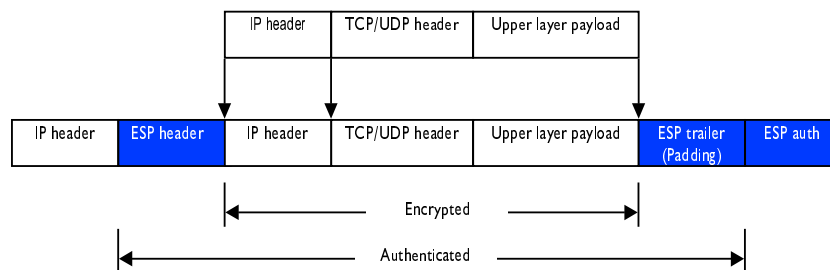 IP header TCP/UDP header Upper layer payload
IP header ESP header IP header TCP/UDP header Upper layer payload ESP trailer ESP auth
(Padding)
Encrypted
Authenticated